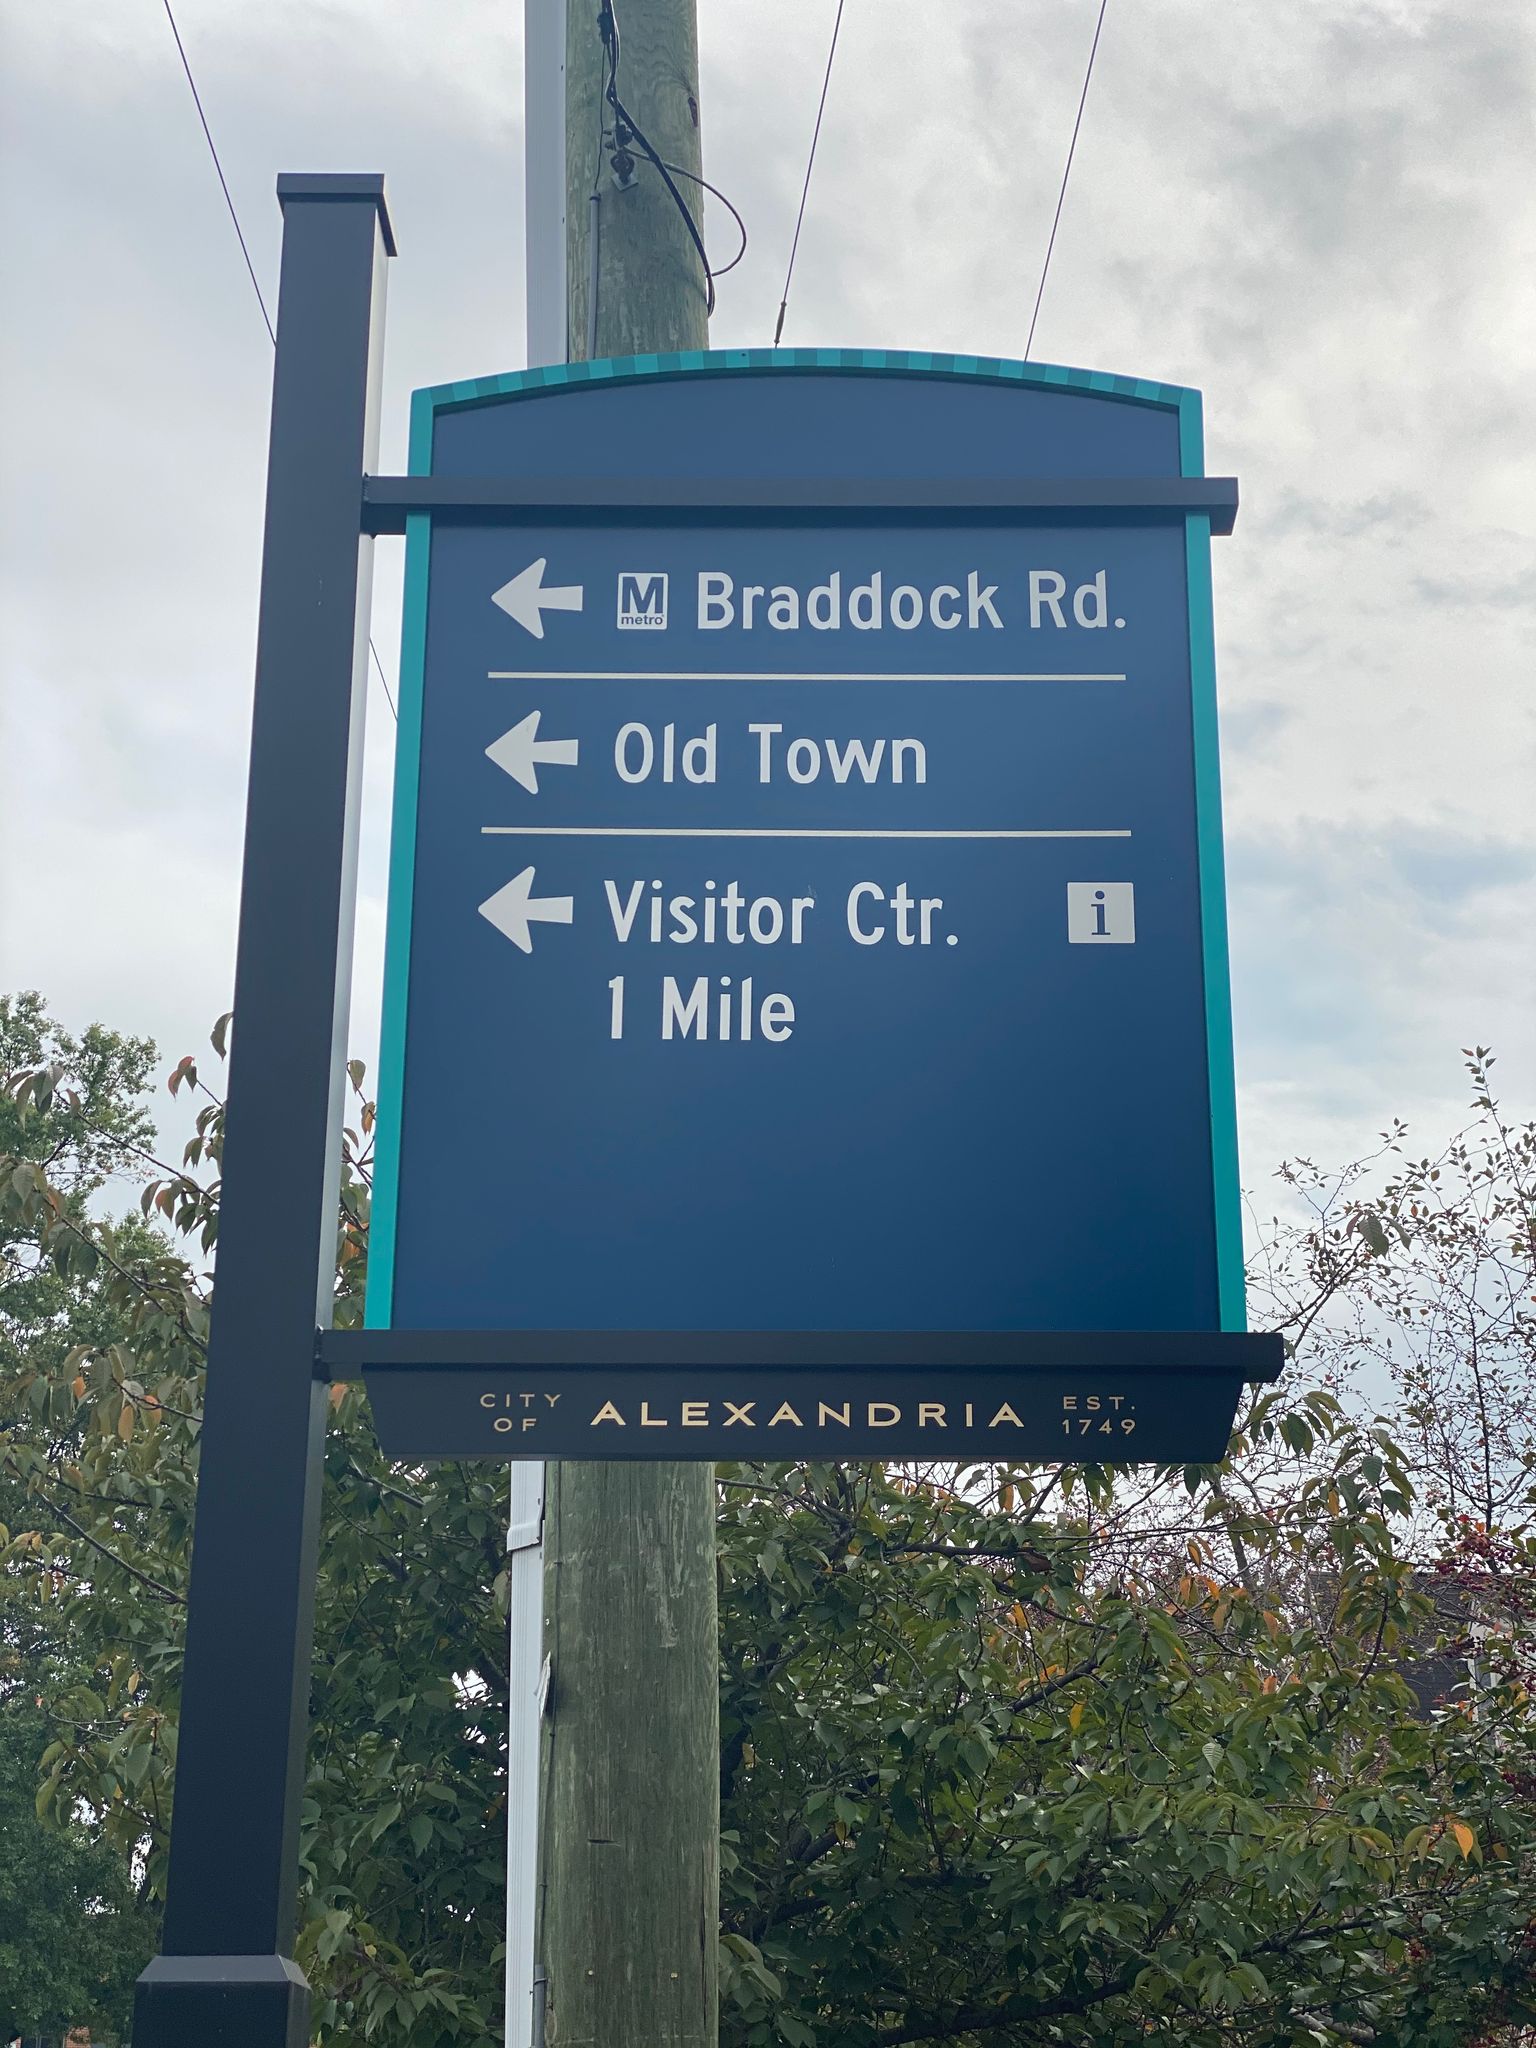 M metro Braddock Rd.
Old Town
Visitor Ctr. i
1 Mile
CITY OF ALEXANDRIA EST. 1749